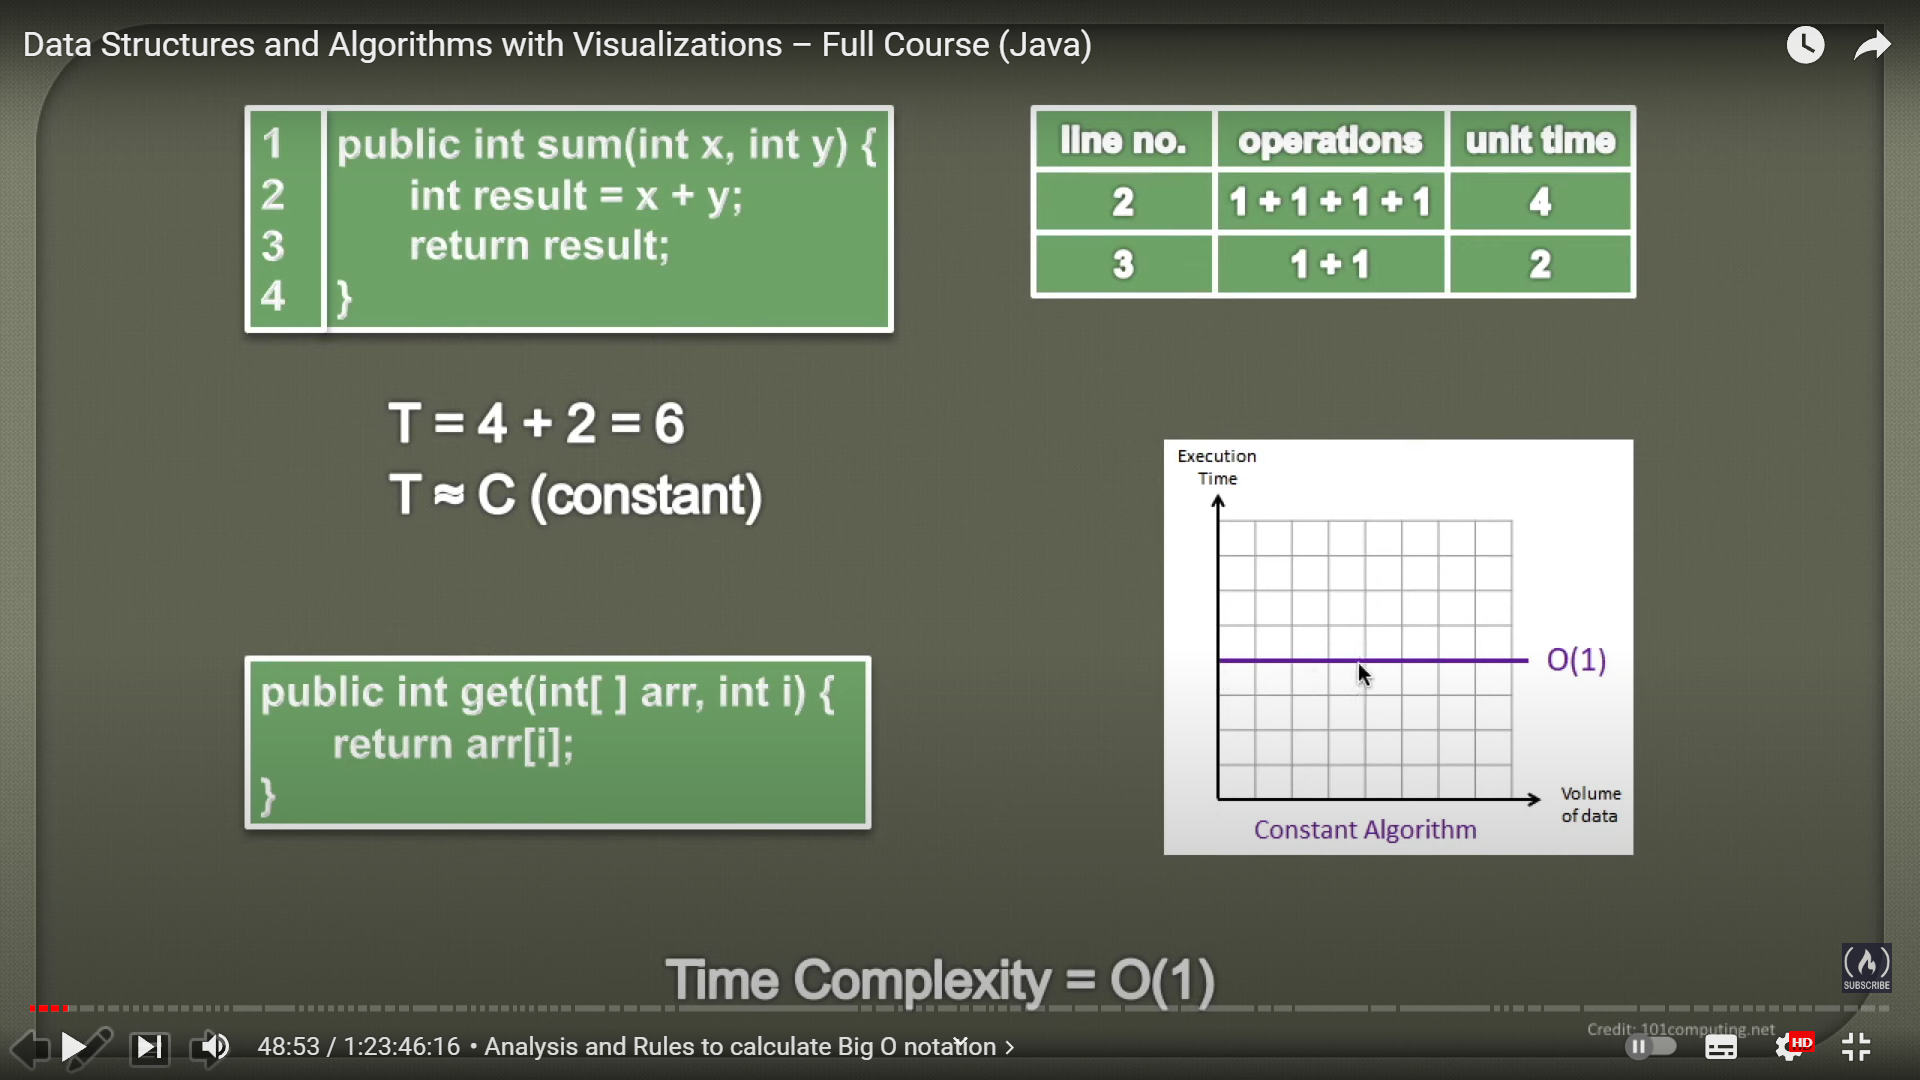 Data Structures and Algorithms with Visualizations – Full Course (Java)
1 public int sum(int x, int y) {
2 int result = x + y;
3 return result;
4 }
line no. operations unit time
2 1 + 1 + 1 + 1 4
3 1 + 1 2
T = 4 + 2 = 6
T ≈ C (constant)
Execution
Time
O(1)
Volume
of data
Constant Algorithm
public int get(int[ ] arr, int i) {
return arr[i];
}
Time Complexity = O(1)
SUBSCRIBE
Credit: 101computing.net
48:53 / 1:23:46:16 • Analysis and Rules to calculate Big O notation >
HD